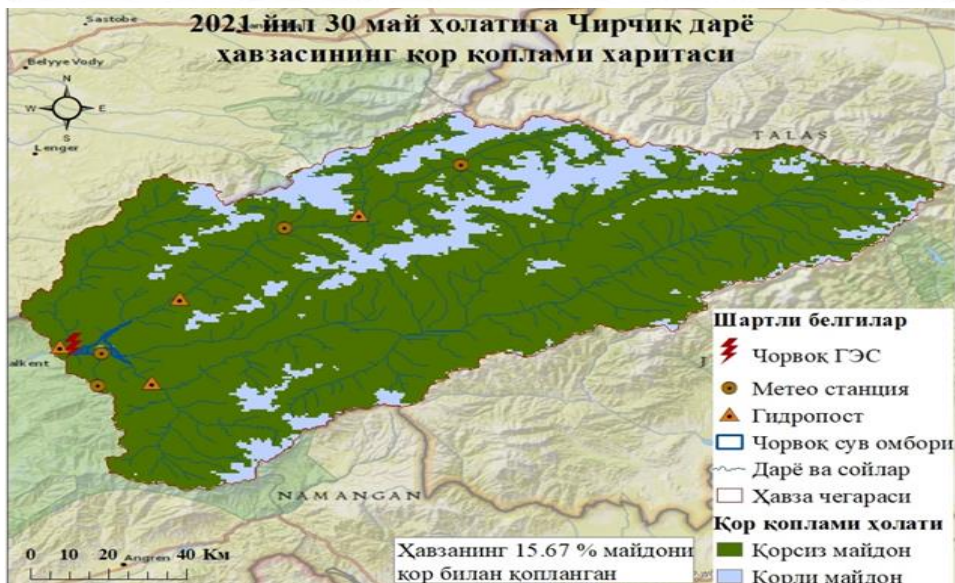 2021 йил 30 май ҳолатига Чирчиқ дарё
ҳавзасининг қор қоплами харитаси
Sastobe
Belyye Vody
N
W
E
S
Lenger
TALAS
alkent
NAMANGAN
Angren
0 10 20 40 Км
Ҳавзанинг 15.67 % майдони
қор билан қопланган
Шартли белгилар
Чорвоқ ГЭС
Метео станция
Гидропост
Чорвоқ сув омбори
Дарё ва сойлар
Ҳавза чегараси
Қор қоплами ҳолати
Қорсиз майдон
Қорли майдон